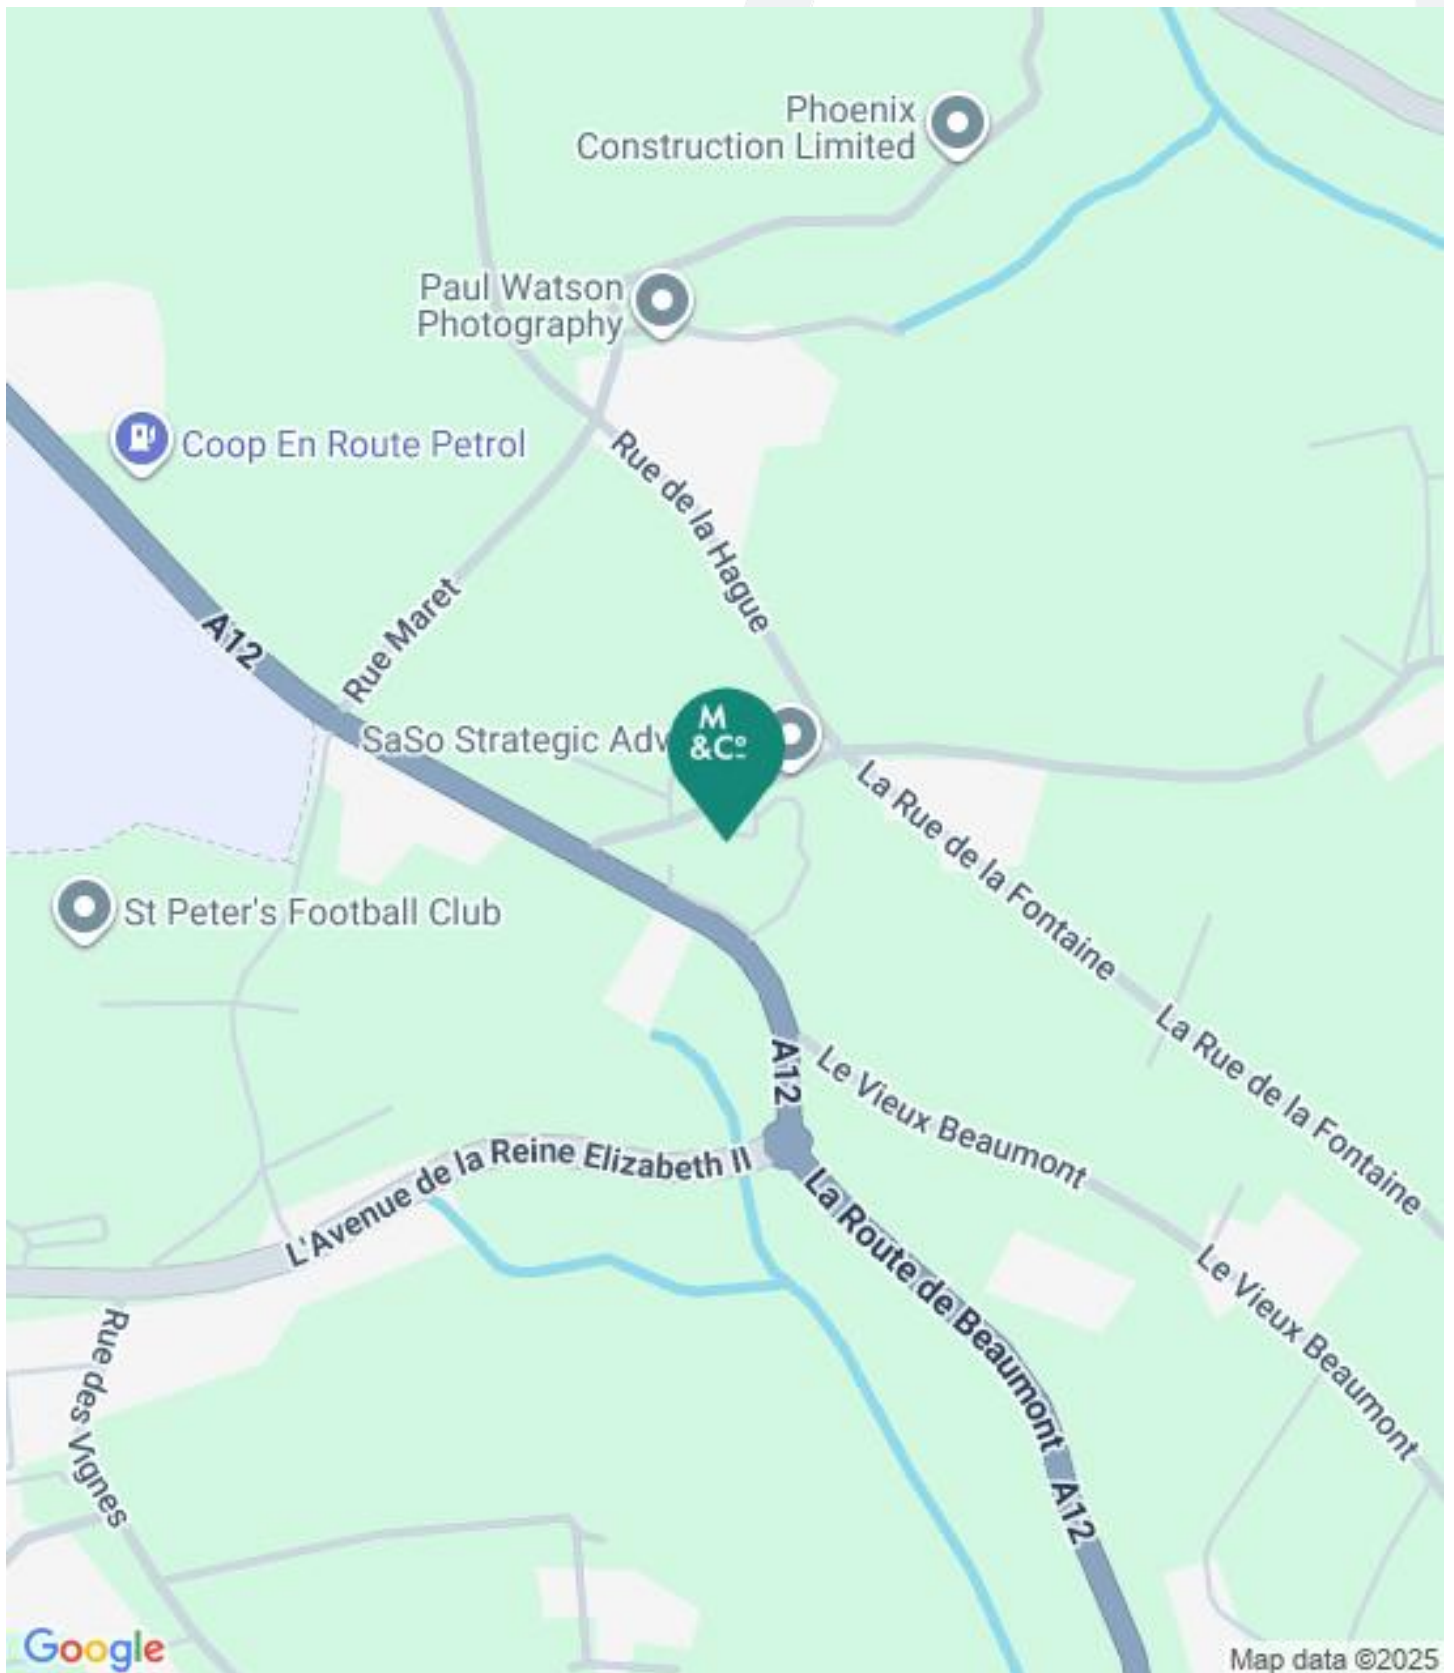 Phoenix
Construction Limited
Paul Watson
Photography
Coop En Route Petrol
Rue de la Hague
Rue Maret
A12
M
&Cº
SaSo Strategic Adv
La Rue de la Fontaine
St Peter's Football Club
La Rue de la Fontaine
A12
Le Vieux Beaumont
L'Avenue de la Reine Elizabeth II
La Route de Beaumont
Le Vieux Beaumont
Rue des Vignes
A12
Google
Map data ©2025